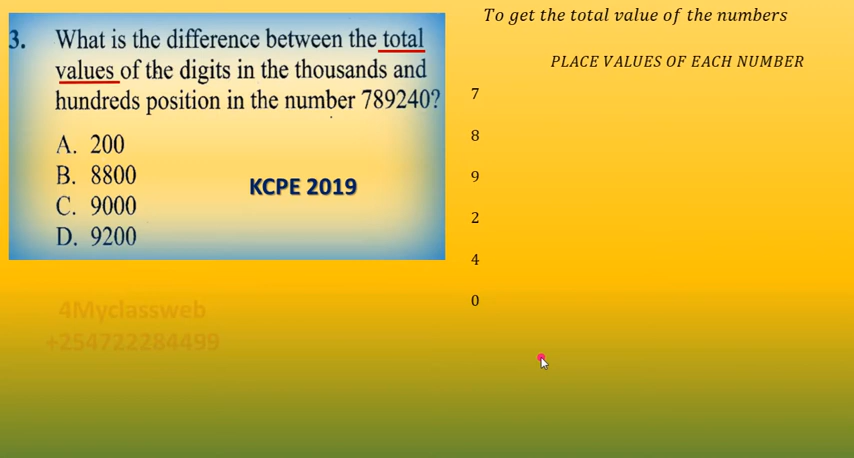 3. What is the difference between the total
values of the digits in the thousands and
hundreds position in the number 789240?
A. 200
B. 8800
C. 9000
D. 9200
KCPE 2019
4Myclassweb
+254722284499
To get the total value of the numbers
PLACE VALUES OF EACH NUMBER
7
8
9
2
4
0